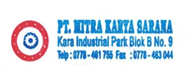 PT. MITRA KARYA SARANA
Kara Industrial Park Blok B No. 9
Telp : 0778 - 461 755 Fax : 0778 - 463 044